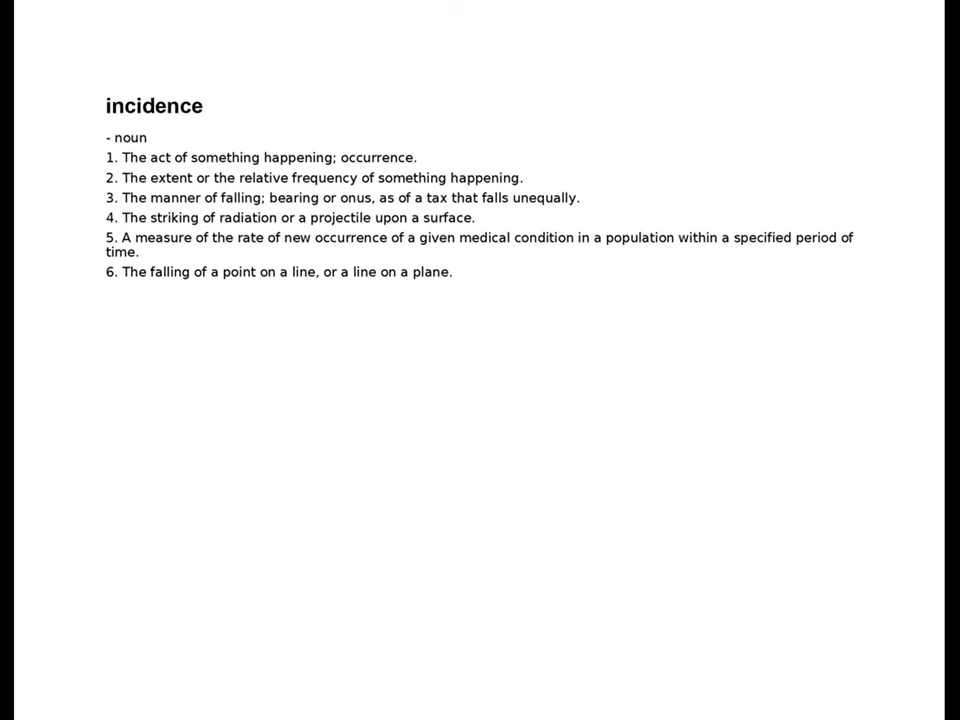 incidence
- noun
1. The act of something happening; occurrence.
2. The extent or the relative frequency of something happening.
3. The manner of falling; bearing or onus, as of a tax that falls unequally.
4. The striking of radiation or a projectile upon a surface.
5. A measure of the rate of new occurrence of a given medical condition in a population within a specified period of
time.
6. The falling of a point on a line, or a line on a plane.